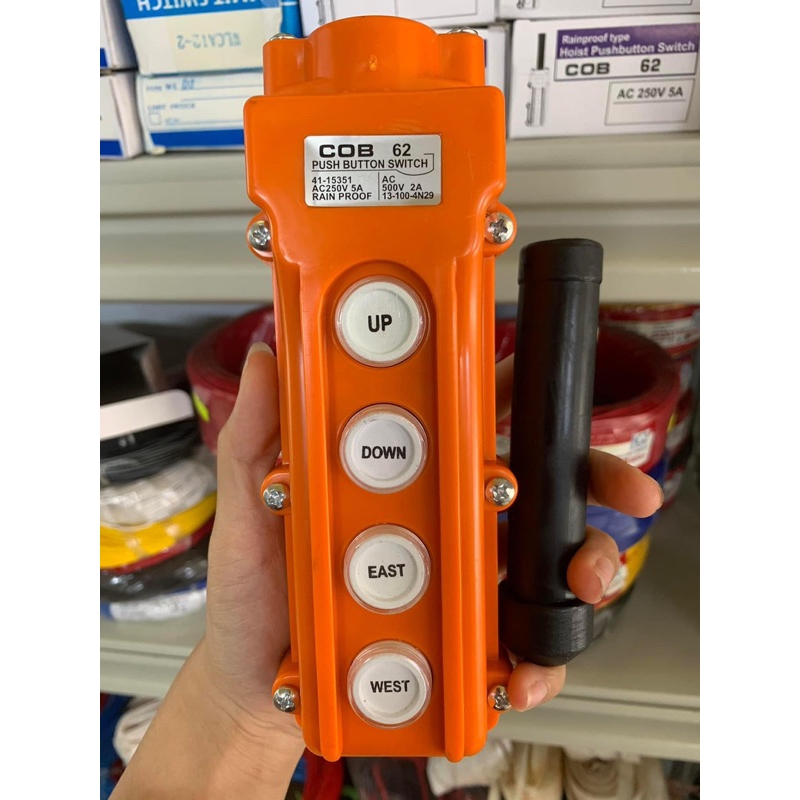 Rainproof type
Hoist Pushbutton Switch
COB 62
AC 250V 5A
COB 62
PUSH BUTTON SWITCH
41-15351
AC250V 5A
RAIN PROOF
AC
500V 2A
13-100-4N29
UP
DOWN
EAST
WEST